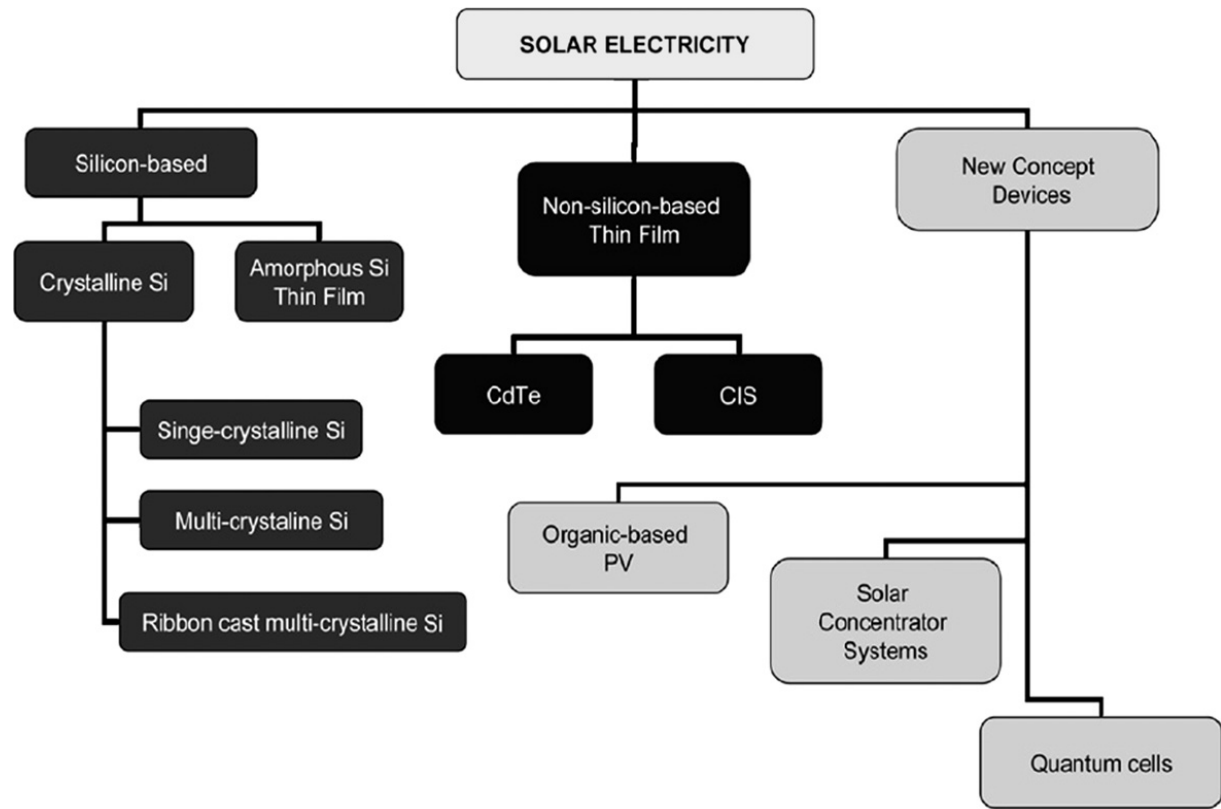 SOLAR ELECTRICITY
Silicon-based
Non-silicon-based
Thin Film
New Concept
Devices
Crystalline Si
Amorphous Si
Thin Film
CdTe
CIS
Singe-crystalline Si
Multi-crystaline Si
Ribbon cast multi-crystalline Si
Organic-based
PV
Solar
Concentrator
Systems
Quantum cells